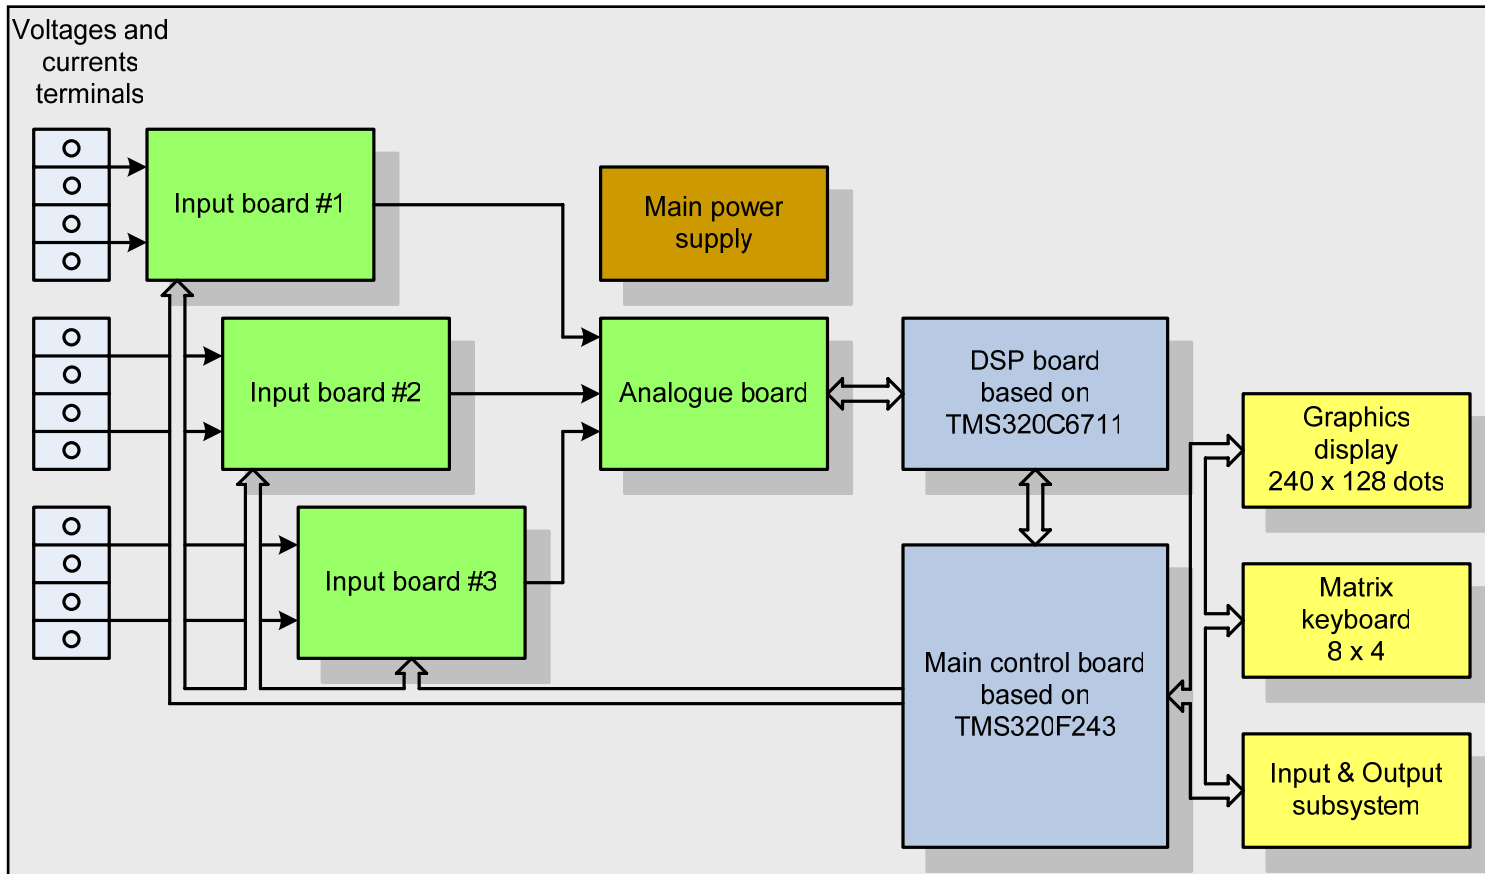 Voltages and
currents
terminals
Input board #1
Main power
supply
Input board #2
Analogue board
DSP board
based on
TMS320C6711
Graphics
display
240 x 128 dots
Input board #3
Matrix
keyboard
8 x 4
Main control board
based on
TMS320F243
Input & Output
subsystem